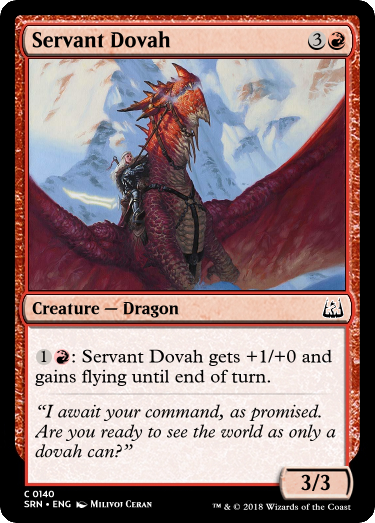 Servant Dovah 3
Creature — Dragon
1 : Servant Dovah gets +1/+0 and
gains flying until end of turn.
“I await your command, as promised.
Are you ready to see the world as only a
dovah can?”
3/3
C 0140
SRN • ENG Milivoj Ceran
™ & © 2018 Wizards of the Coast